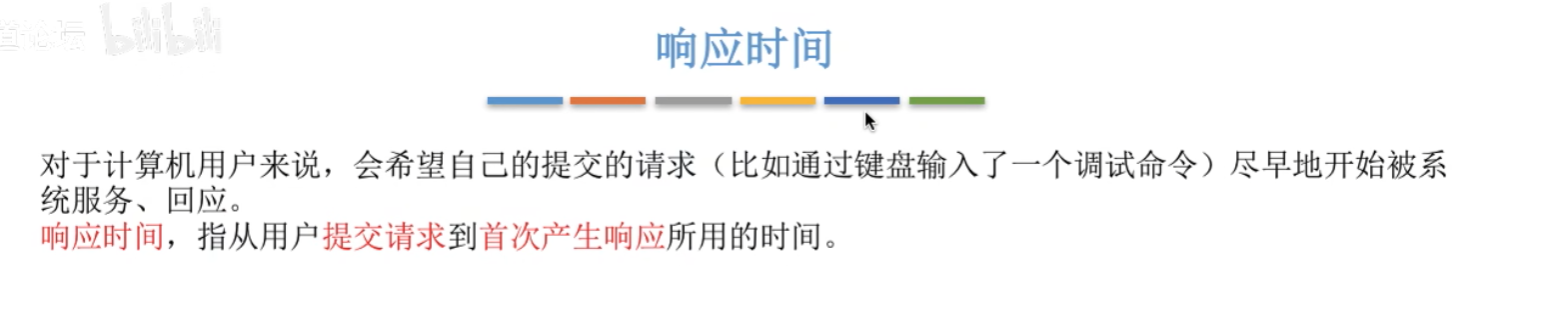 道论坛 bilibili
响应时间
对于计算机用户来说，会希望自己的提交的请求（比如通过键盘输入了一个调试命令）尽早地开始被系
统服务、回应。
响应时间，指从用户提交请求到首次产生响应所用的时间。